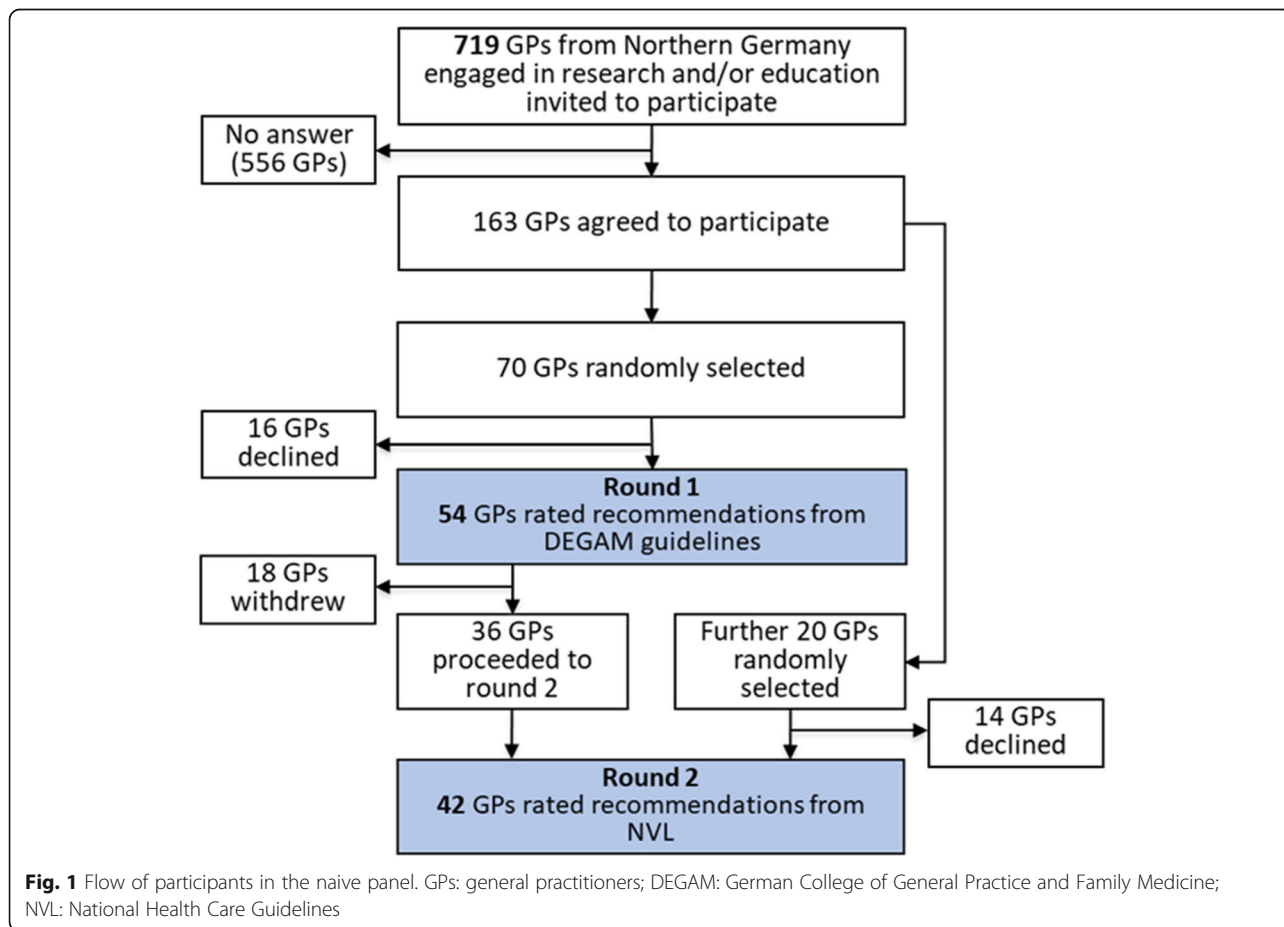 719 GPs from Northern Germany
engaged in research and/or education
invited to participate
No answer
(556 GPs)
163 GPs agreed to participate
70 GPs randomly selected
16 GPs
declined
Round 1
54 GPs rated recommendations from
DEGAM guidelines
18 GPs
withdrew
36 GPs
proceeded to
round 2
Further 20 GPs
randomly
selected
14 GPs
declined
Round 2
42 GPs rated recommendations from
NVL
Fig. 1 Flow of participants in the naive panel. GPs: general practitioners; DEGAM: German College of General Practice and Family Medicine;
NVL: National Health Care Guidelines